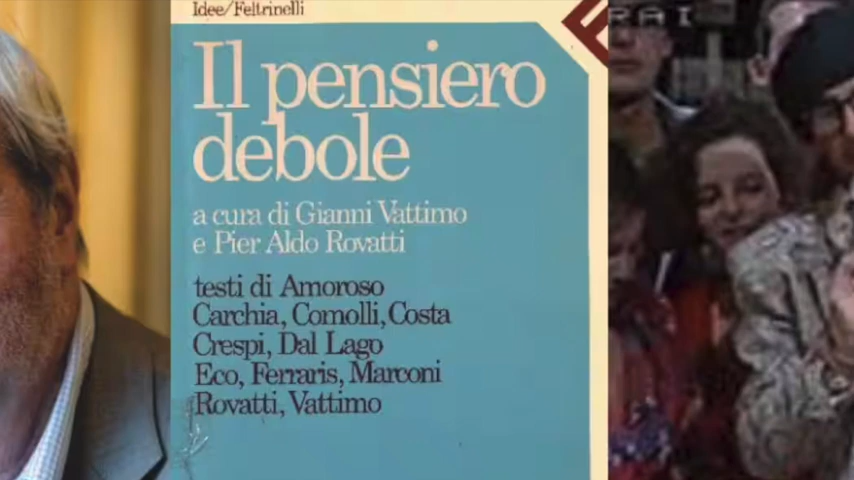 Idee/Feltrinelli
Il pensiero
debole
a cura di Gianni Vattimo
e Pier Aldo Rovatti
testi di Amoroso
Carchia, Comolli, Costa
Crespi, Dal Lago
Eco, Ferraris, Marconi
Rovatti, Vattimo
RAI